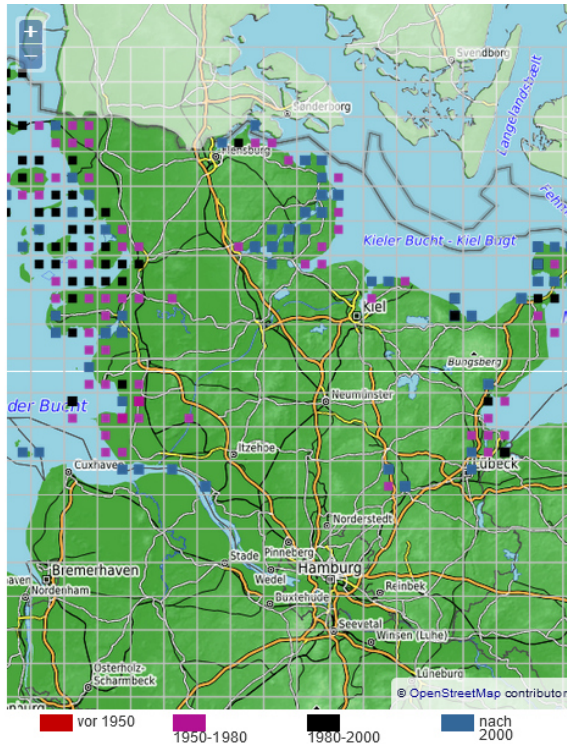 +
−
Svendborg
Sønderborg
Langelandsbælt
Flensburg
Kieler Bucht - Kiel Bugt
Kiel
Bungsberg
der Bucht
Neumünster
Itzehoe
Cuxhaven
Lübeck
Norderstedt
Pinneberg
Stade
Hamburg
Bremerhaven
Wedel
Reinbek
aven
Nordenham
Buxtehude
Seevetal
Winsen (Luhe)
Osterholz-
Scharmbeck
Lüneburg
© OpenStreetMap contributor
vor 1950
1950-1980
1980-2000
nach
2000